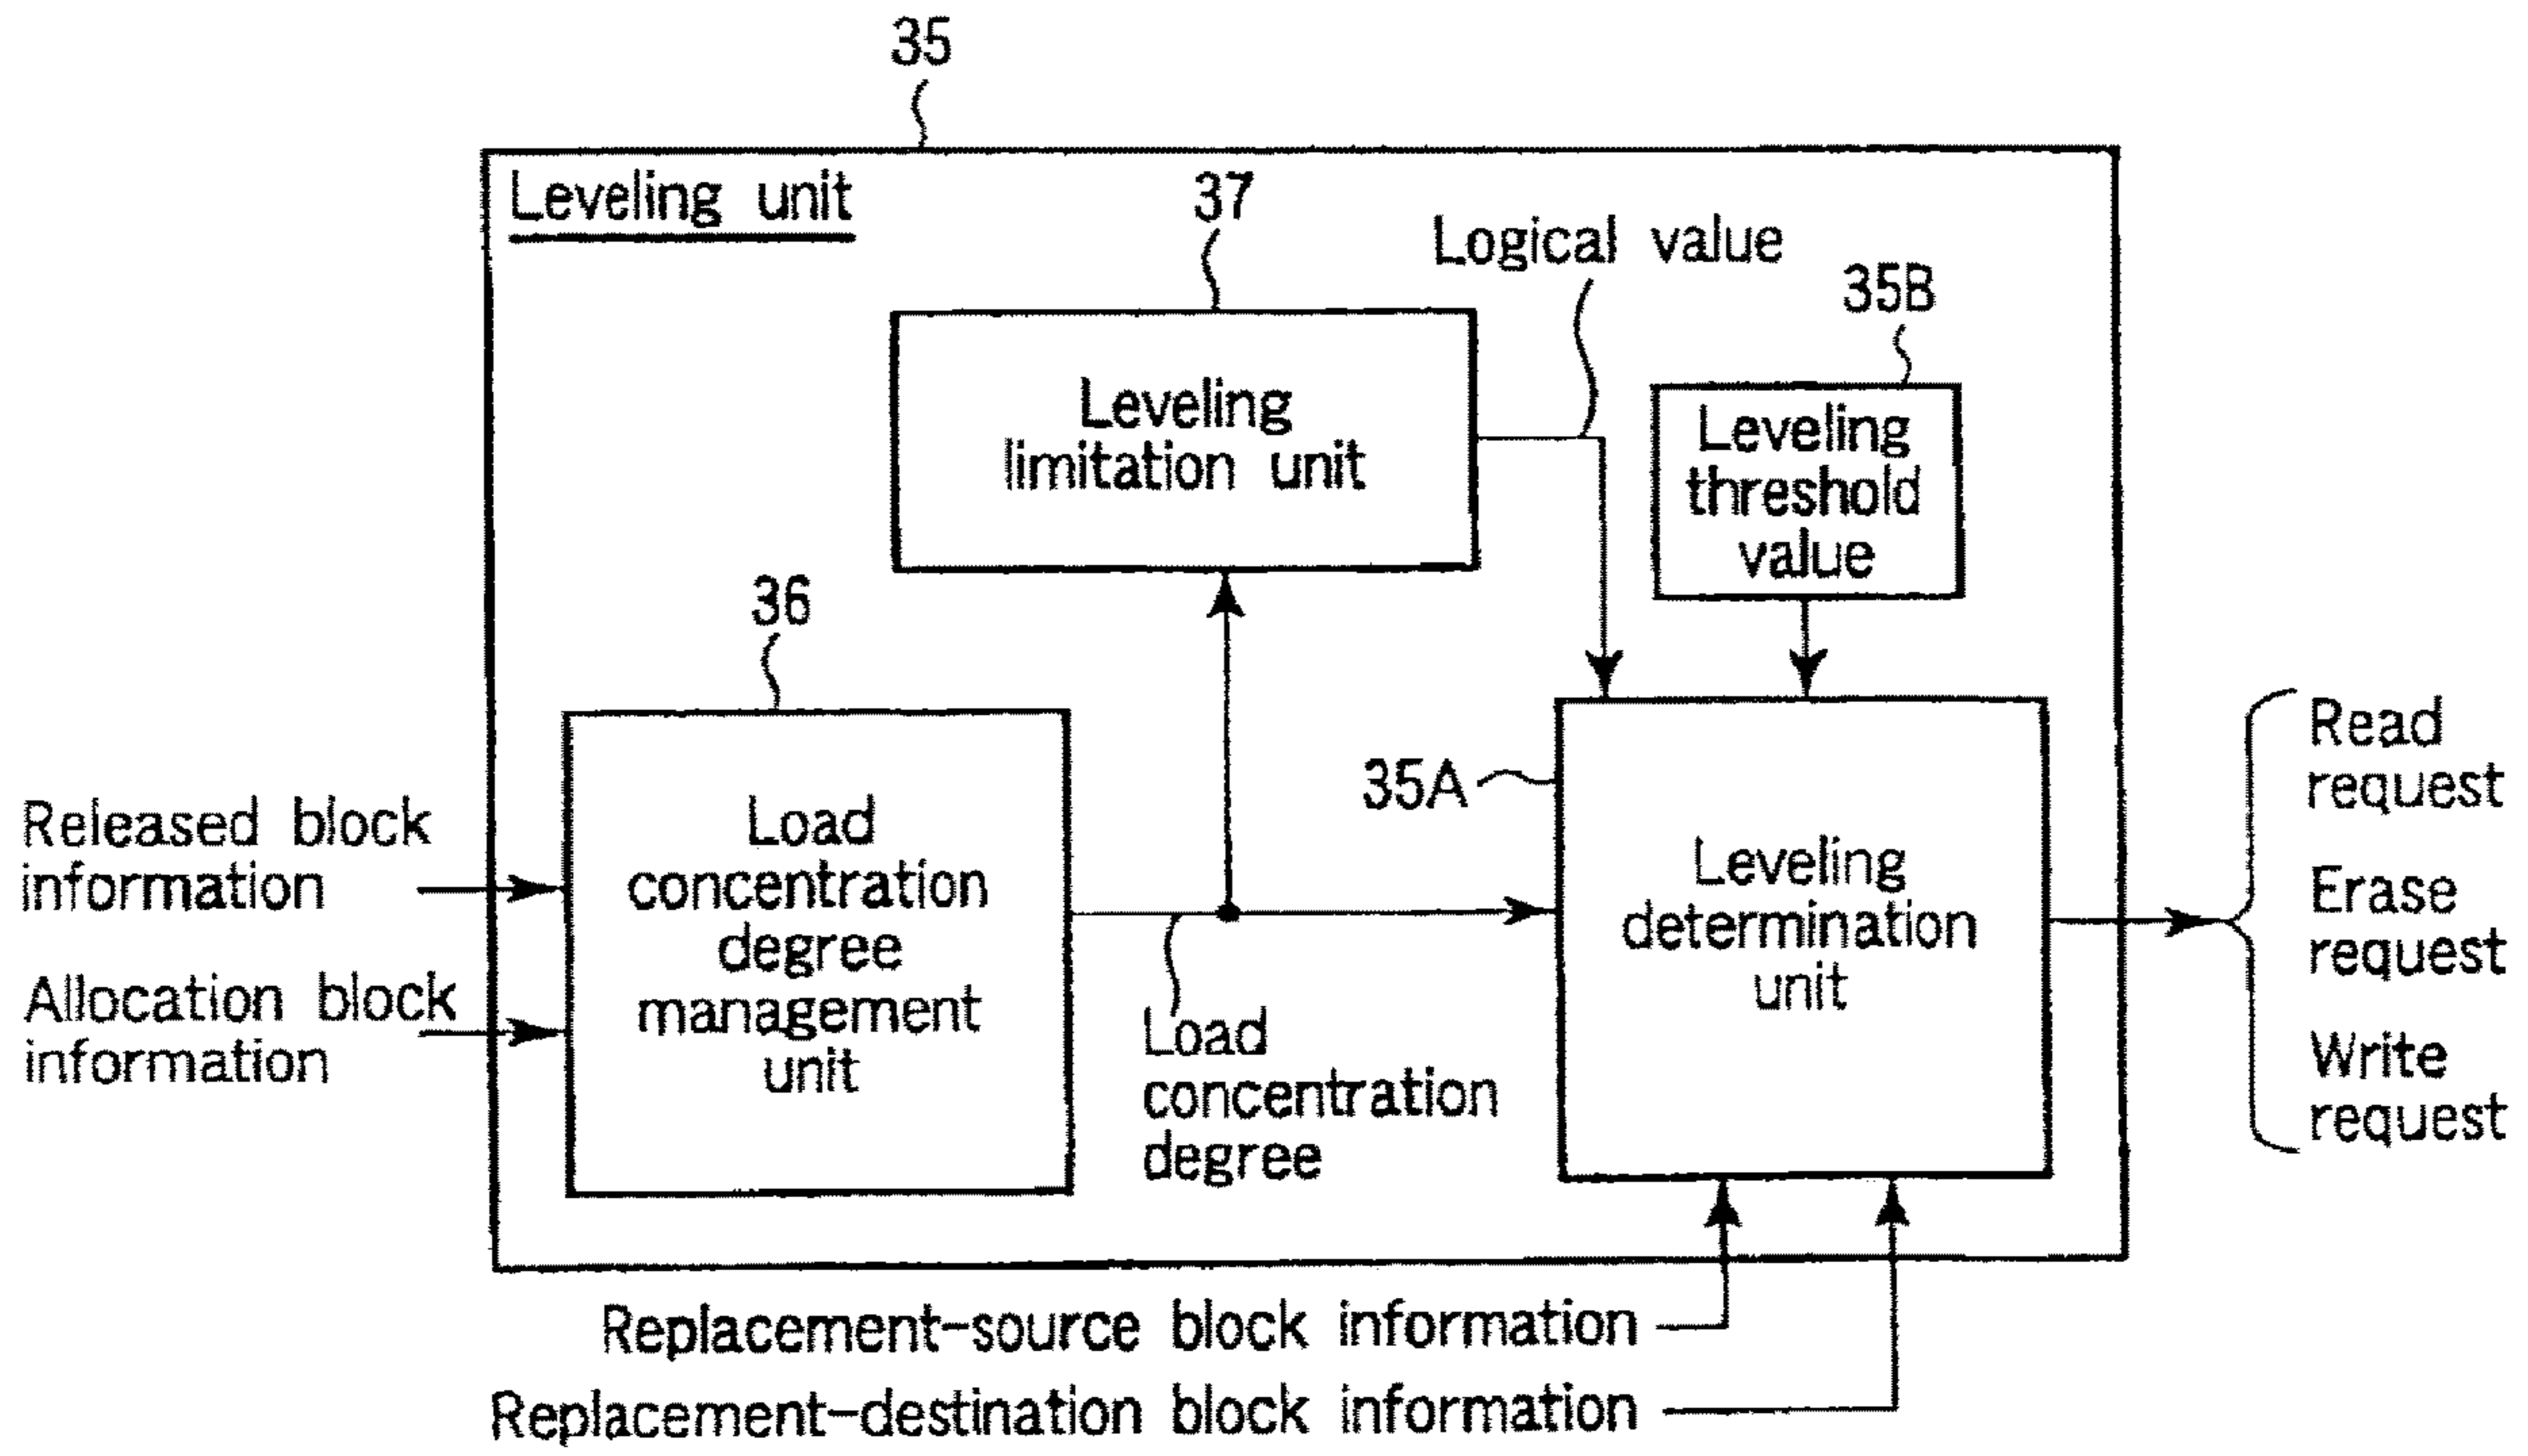 35
Leveling unit
37
Logical value
35B
Leveling
limitation unit
Leveling
threshold
value
36
35A
Load
concentration
degree
management
unit
Released block
information
Allocation block
information
Load
concentration
degree
Leveling
determination
unit
Read
request
Erase
request
Write
request
Replacement-source block information
Replacement-destination block information